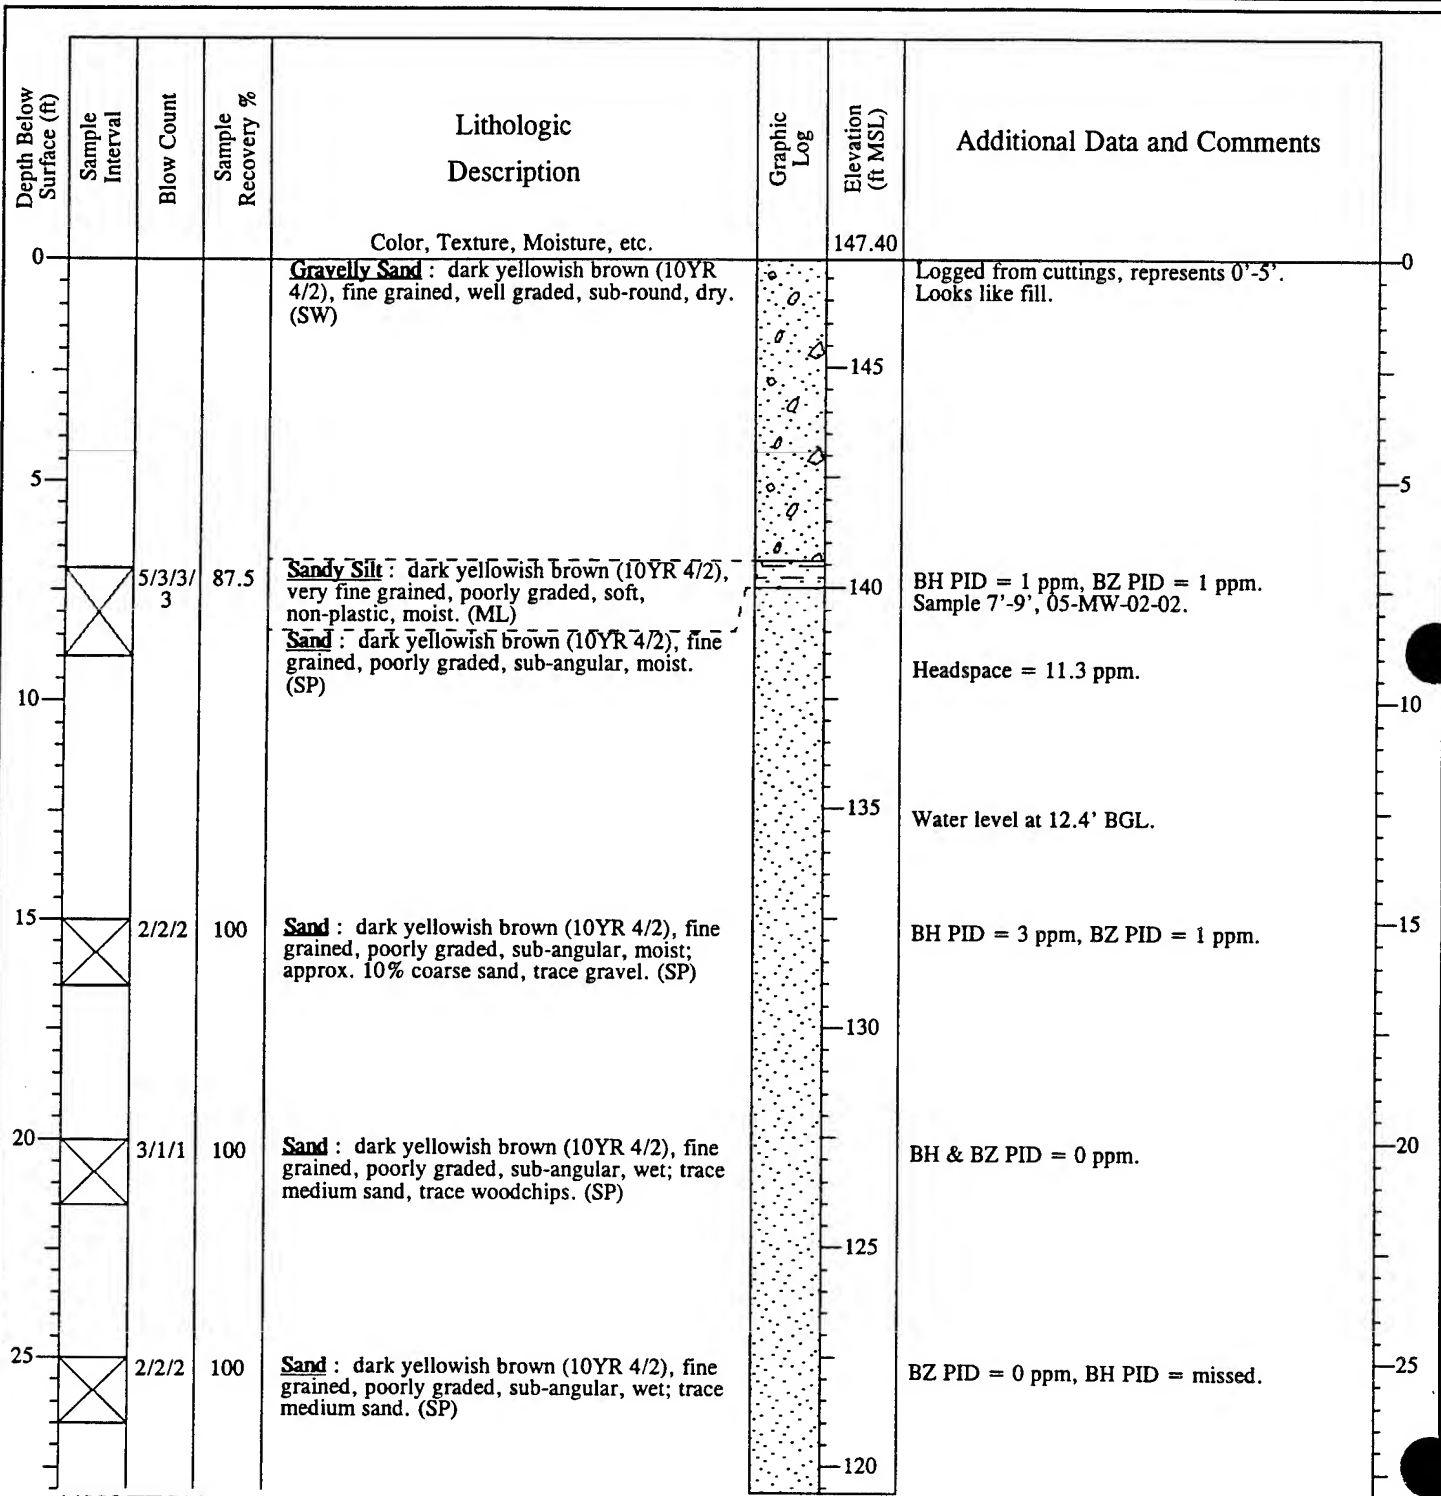 Depth Below
Surface (ft)
Sample
Interval
Blow Count
Sample
Recovery %
Lithologic
Description
Color, Texture, Moisture, etc.
Graphic
Log
Elevation
(ft MSL)
Additional Data and Comments
147.40
0
Gravelly Sand : dark yellowish brown (10YR
4/2), fine grained, well graded, sub-round, dry.
(SW)
Logged from cuttings, represents 0'-5'.
Looks like fill.
0
145
5
5
5/3/3/
3
87.5
Sandy Silt : dark yellowish brown (10YR 4/2),
very fine grained, poorly graded, soft,
non-plastic, moist. (ML)
140
BH PID = 1 ppm, BZ PID = 1 ppm.
Sample 7'-9', 05-MW-02-02.
Sand : dark yellowish brown (10YR 4/2), fine
grained, poorly graded, sub-angular, moist.
(SP)
Headspace = 11.3 ppm.
10
10
135
Water level at 12.4' BGL.
15
2/2/2
100
Sand : dark yellowish brown (10YR 4/2), fine
grained, poorly graded, sub-angular, moist;
approx. 10% coarse sand, trace gravel. (SP)
BH PID = 3 ppm, BZ PID = 1 ppm.
15
130
20
3/1/1
100
Sand : dark yellowish brown (10YR 4/2), fine
grained, poorly graded, sub-angular, wet; trace
medium sand, trace woodchips. (SP)
BH & BZ PID = 0 ppm.
20
125
25
2/2/2
100
Sand : dark yellowish brown (10YR 4/2), fine
grained, poorly graded, sub-angular, wet; trace
medium sand. (SP)
BZ PID = 0 ppm, BH PID = missed.
25
120